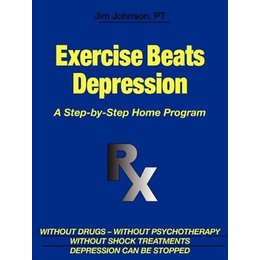 Jim Johnson, PT
Exercise Beats
Depression
A Step-by-Step Home Program
Rx
WITHOUT DRUGS – WITHOUT PSYCHOTHERAPY
WITHOUT SHOCK TREATMENTS
DEPRESSION CAN BE STOPPED